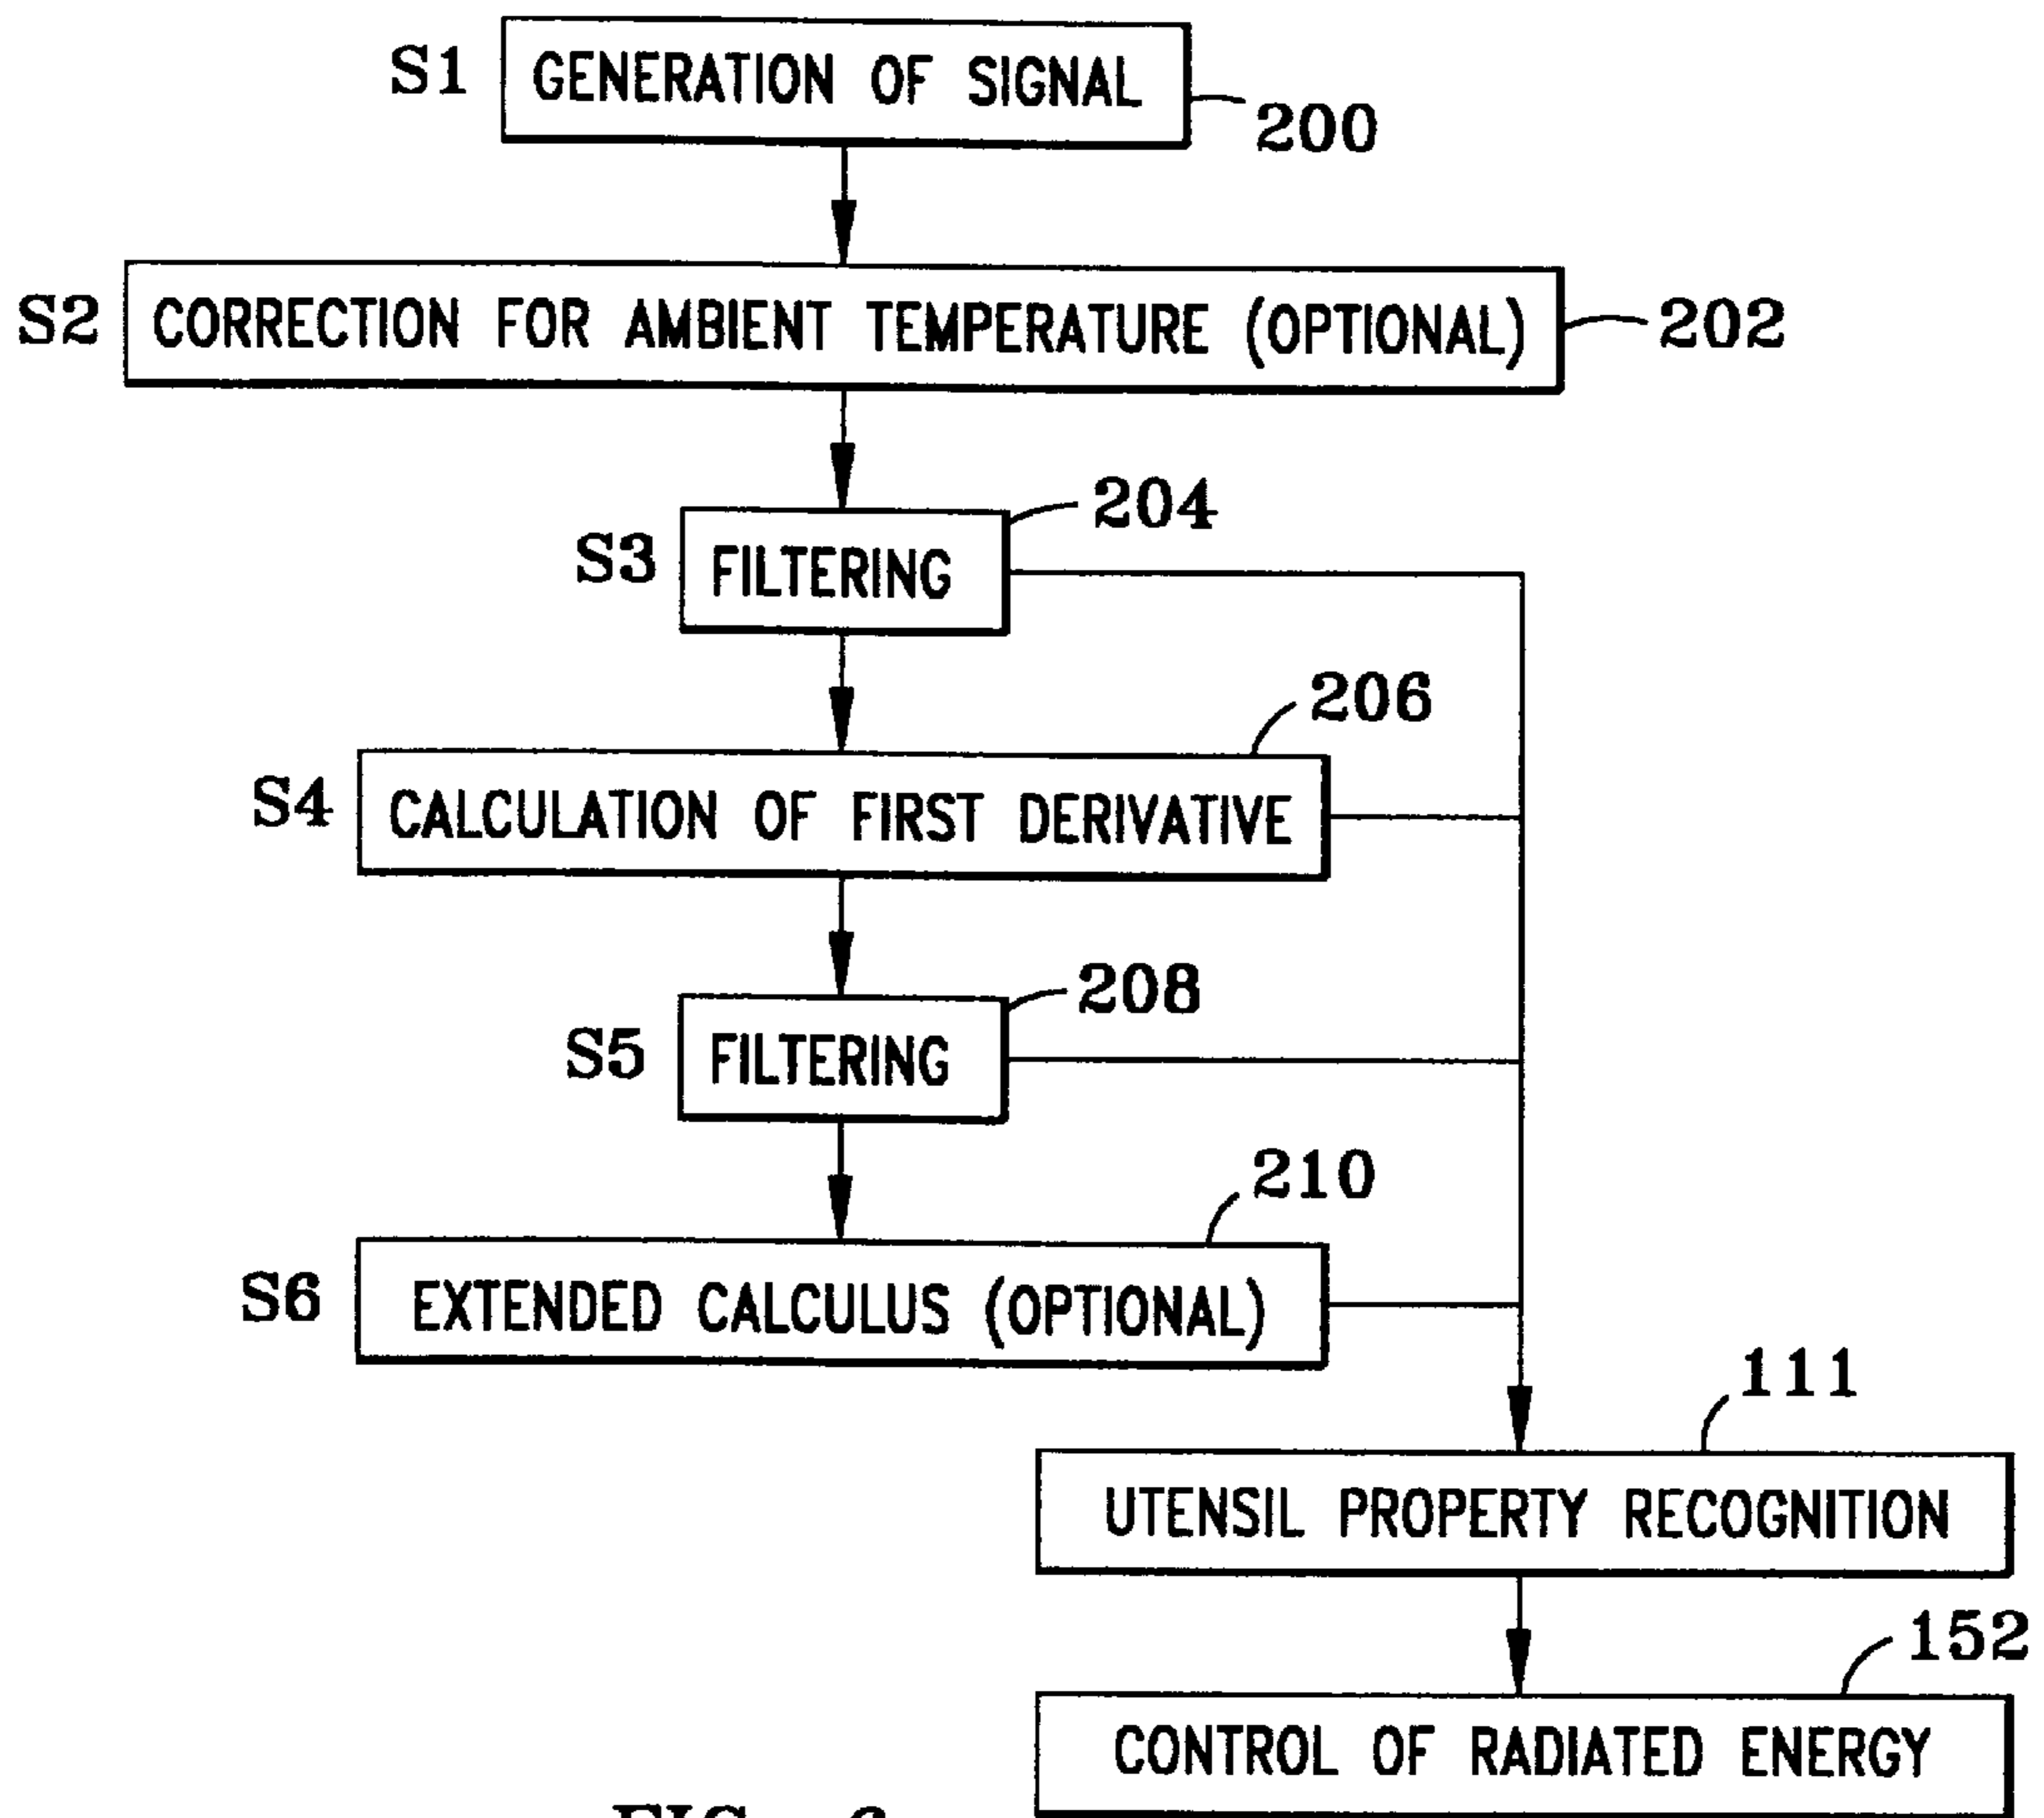 S1 GENERATION OF SIGNAL
200
S2 CORRECTION FOR AMBIENT TEMPERATURE (OPTIONAL) 202
204
S3 FILTERING
206
S4 CALCULATION OF FIRST DERIVATIVE
208
S5 FILTERING
210
S6 EXTENDED CALCULUS (OPTIONAL)
111
UTENSIL PROPERTY RECOGNITION
152
CONTROL OF RADIATED ENERGY
FIG.